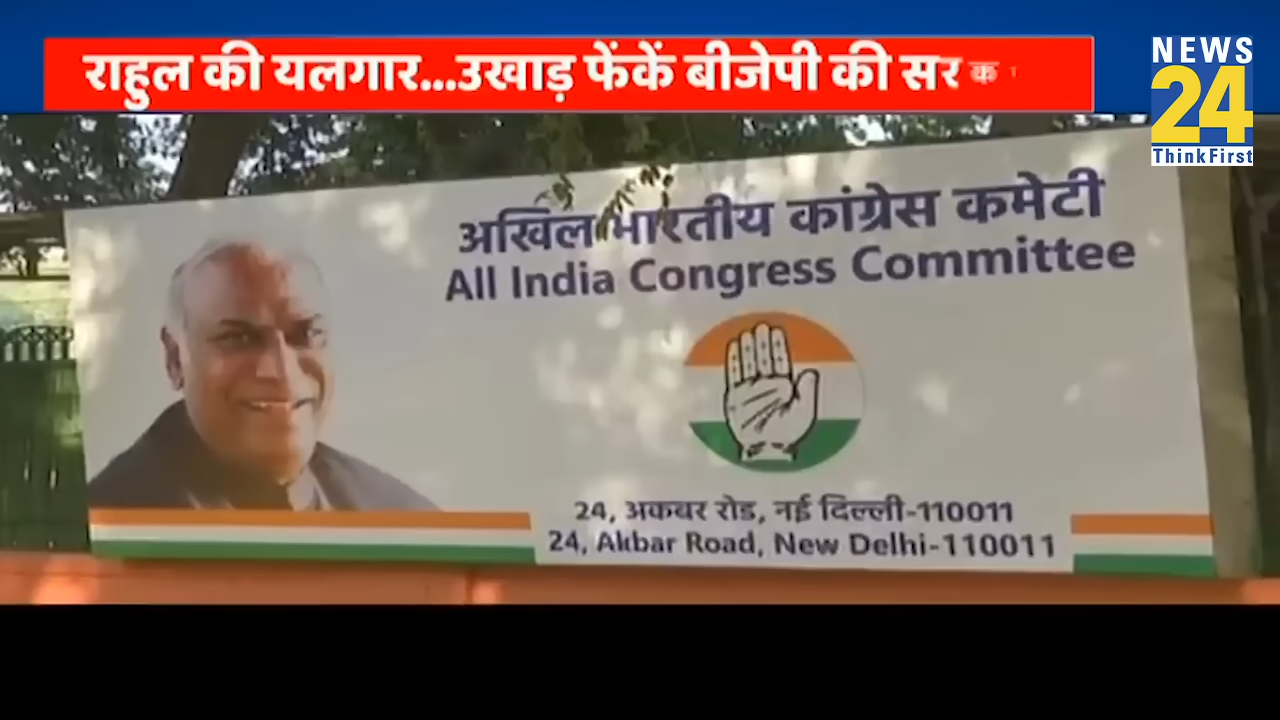 राहुल की यलगार...उखाड़ फेंकें बीजेपी की सर क
NEWS
24
ThinkFirst
अखिल भारतीय कांग्रेस कमेटी
All India Congress Committee
24, अकबर रोड, नई दिल्ली-110011
24, Akbar Road, New Delhi-110011